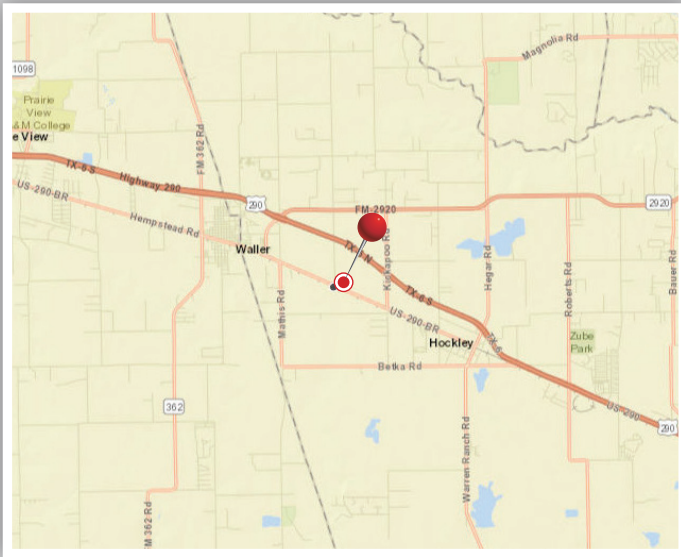 Magnolia Rd
1098
Prairie
View
& M College
e View
FM 362 Rd
TX-6 S
Highway 290
US-290-BR
290
FM-2920
2920
Hempstead Rd
Waller
TX-6 N
Kickapoo Rd
Hegar Rd
Roberts Rd
Bauer Rd
Mathis Rd
TX-6 S
US-290-BR
Hockley
TX-6
Zube
Park
Betka Rd
362
US-290
290
Warren Ranch Rd
M 362 Rd